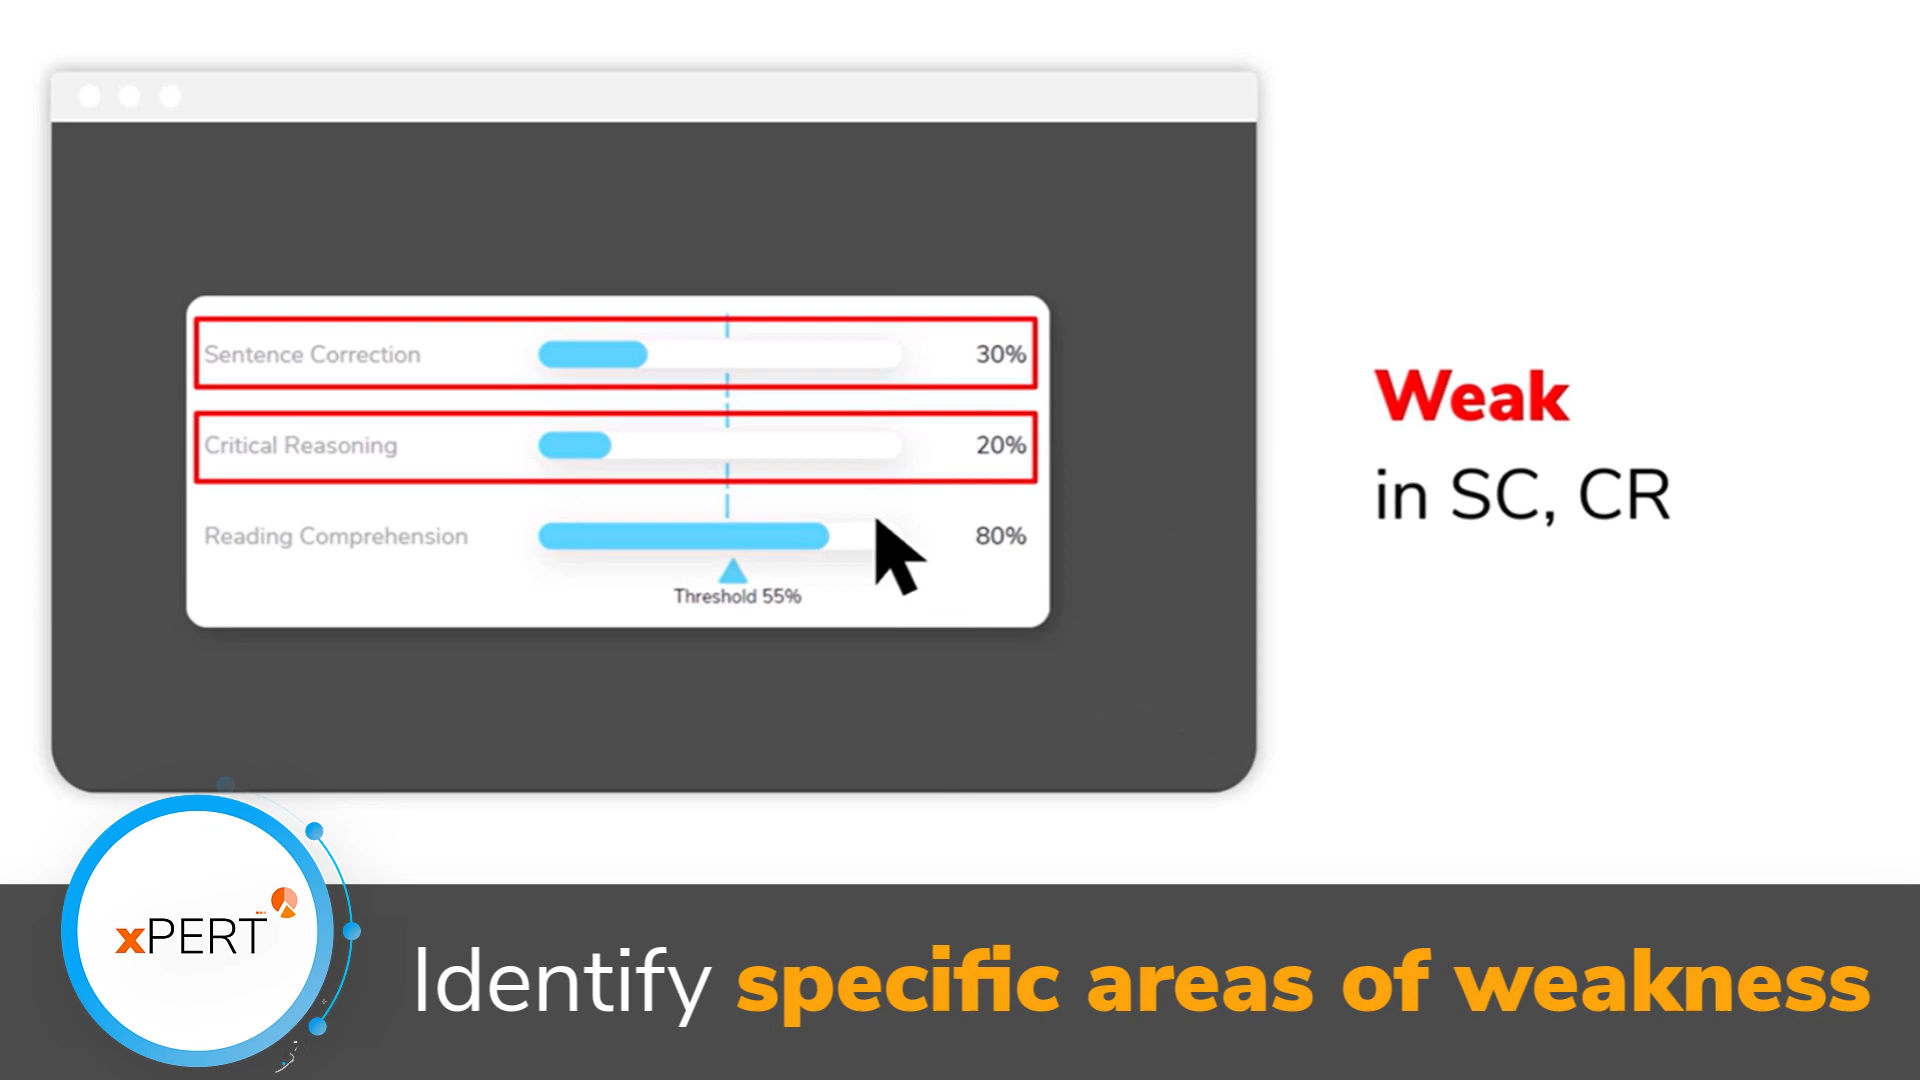 Sentence Correction 30%
Critical Reasoning 20%
Reading Comprehension 80%
Threshold 55%
Weak
in SC, CR
xPERT
Identify specific areas of weakness